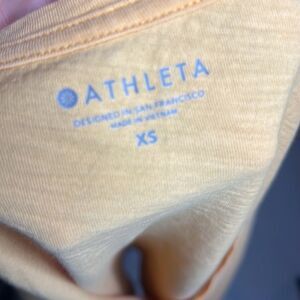 ATHLETA
DESIGNED IN SAN FRANCISCO
MADE IN VIETNAM
XS